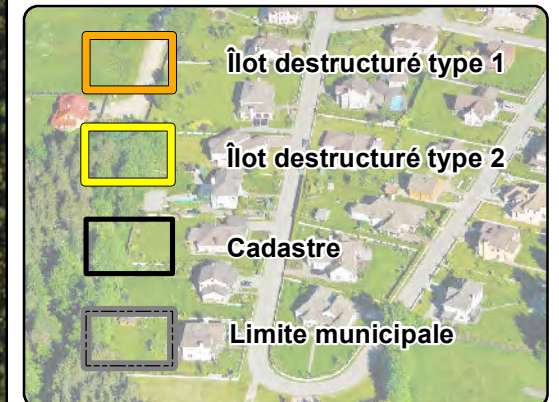 Îlot destructuré type 1
Îlot destructuré type 2
Cadastre
Limite municipale